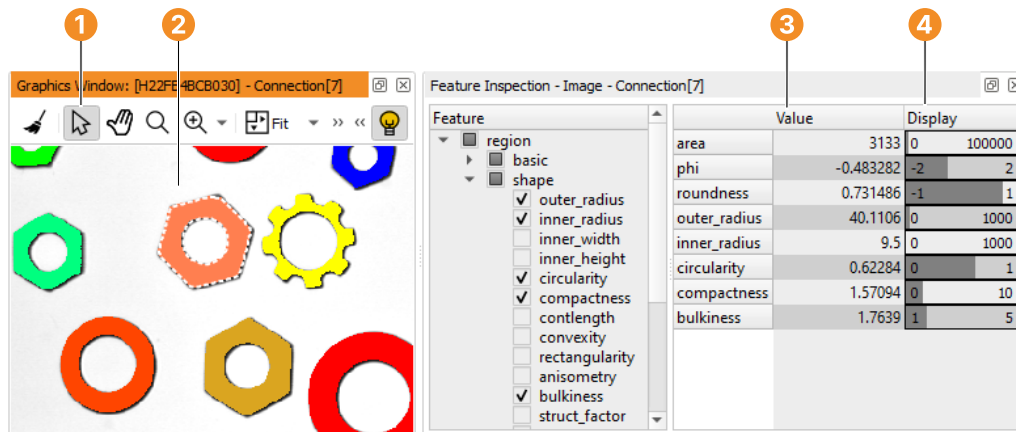 1 2 3 4
Graphics Window: [H22FB4BCB030] - Connection[7]
Feature Inspection - Image - Connection[7]
Fit
Feature
Value Display
region
basic
shape
outer_radius
inner_radius
inner_width
inner_height
circularity
compactness
contlength
convexity
rectangularity
anisometry
bulkiness
struct_factor
area 3133 0 100000
phi -0.483282 -2 2
roundness 0.731486 -1 1
outer_radius 40.1106 0 1000
inner_radius 9.5 0 1000
circularity 0.62284 0 1
compactness 1.57094 0 10
bulkiness 1.7639 1 5